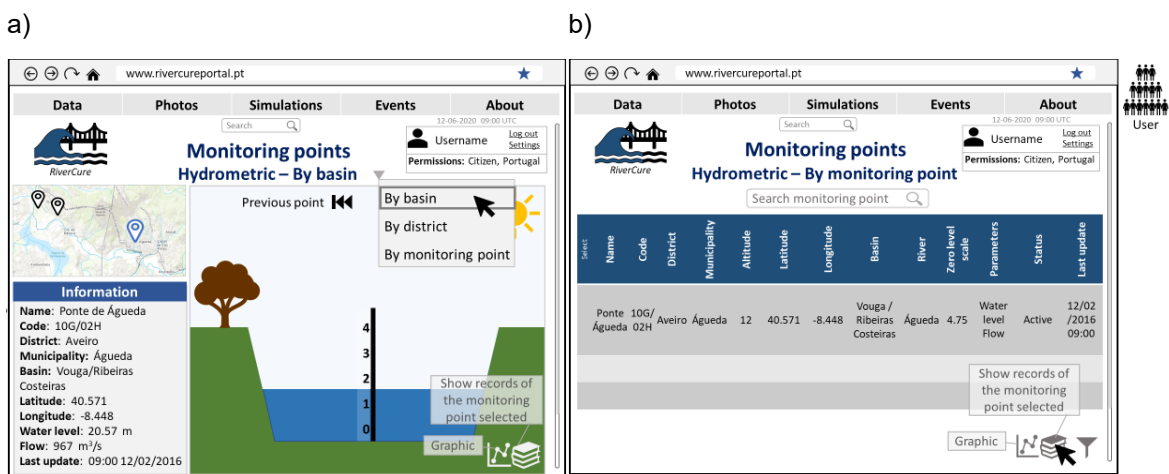 a)
www.rivercureportal.pt
Data Photos Simulations Events About
12-06-2020 09:00 UTC
Search
Username
Log out
Settings
Permissions: Citizen, Portugal
RiverCure
Monitoring points
Hydrometric – By basin
Previous point
By basin
By district
By monitoring point
Information
Name: Ponte de Águeda
Code: 10G/02H
District: Aveiro
Municipality: Águeda
Basin: Vouga/Ribeiras
Costeiras
Latitude: 40.571
Longitude: -8.448
Water level: 20.57 m
Flow: 967 m³/s
Last update: 09:00 12/02/2016
4
3
2
1
0
Show records of
the monitoring
point selected
Graphic
b)
www.rivercureportal.pt
User
Data Photos Simulations Events About
12-06-2020 09:00 UTC
Search
Username
Log out
Settings
Permissions: Citizen, Portugal
RiverCure
Monitoring points
Hydrometric – By monitoring point
Search monitoring point
Select
Name
Code
District
Municipality
Altitude
Latitude
Longitude
Basin
River
Zero level
scale
Parameters
Status
Last update
Ponte
Águeda
10G/
02H
Aveiro
Águeda
12
40.571
-8.448
Vouga /
Ribeiras
Costeiras
Águeda
4.75
Water
level
Flow
Active
12/02
/2016
09:00
Show records of
the monitoring
point selected
Graphic